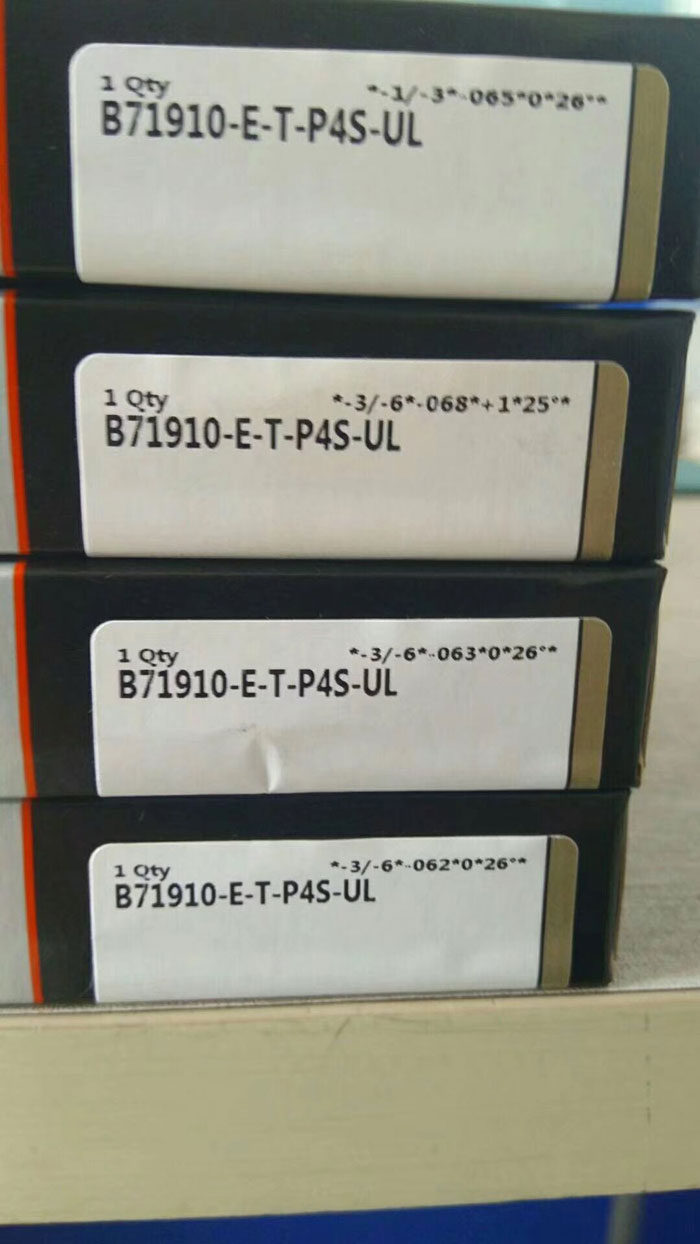 1 Qty *-1/-3*-065*0*26°*
B71910-E-T-P4S-UL
1 Qty *-3/-6*-068*+1*25°*
B71910-E-T-P4S-UL
1 Qty *-3/-6*-063*0*26°*
B71910-E-T-P4S-UL
1 Qty *-3/-6*-062*0*26°*
B71910-E-T-P4S-UL